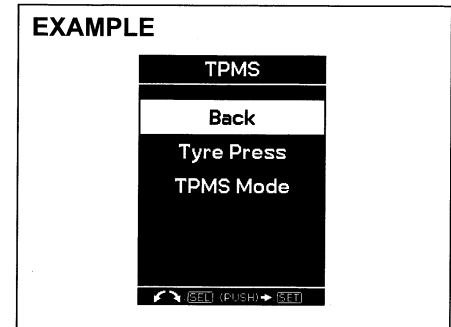 EXAMPLE
TPMS
Back
Tyre Press
TPMS Mode
SEL (PUSH) ➔ SET